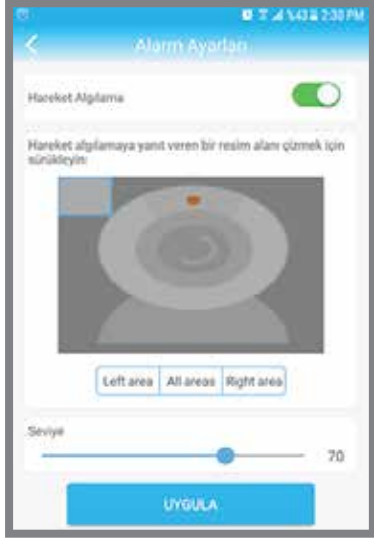 %43 2:30 PM
Alarm Ayarları
Hareket Algılama
Hareket algılamaya yanıt veren bir resim alanı çizmek için
sürükleyin:
Left area All areas Right area
Seviye
70
UYGULA